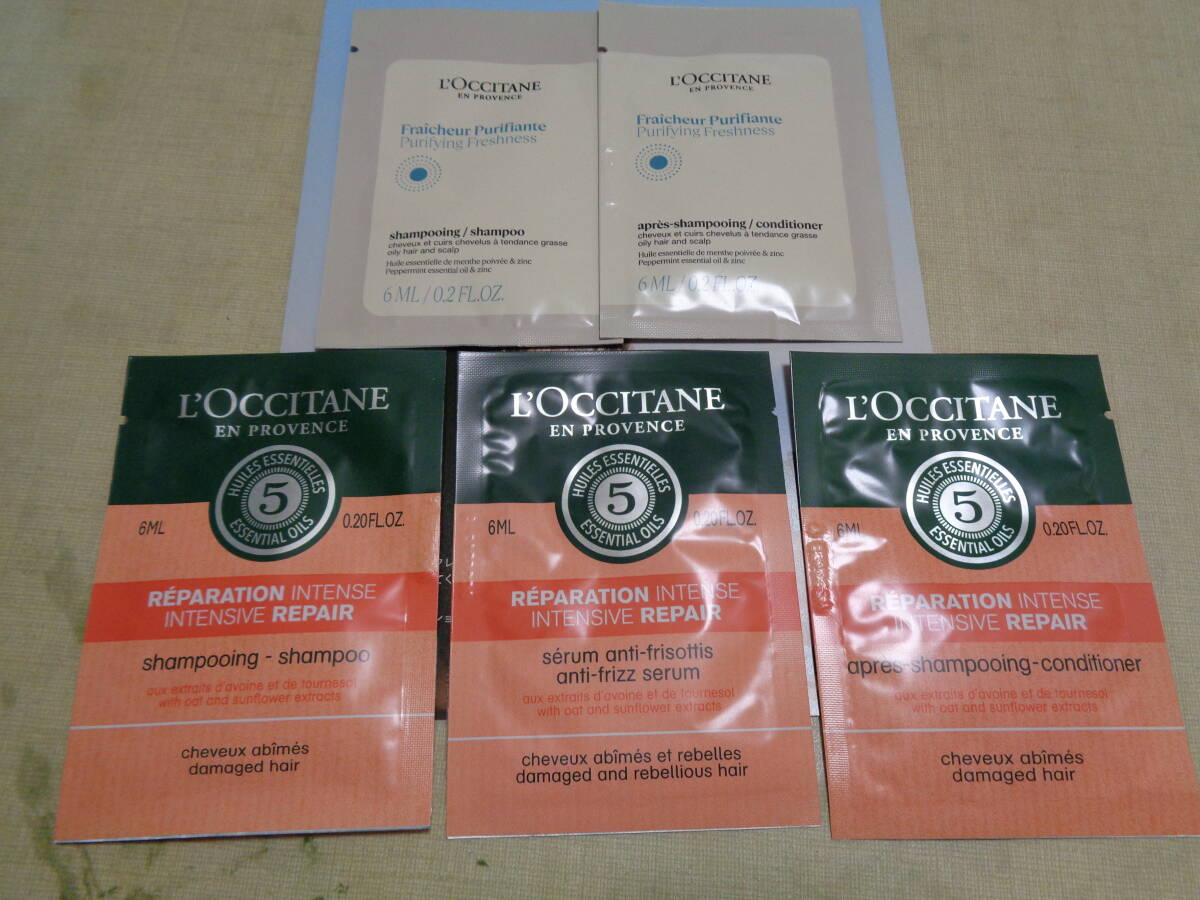 L'OCCITANE
EN PROVENCE
Fraîcheur Purifiante
Purifying Freshness
shampooing / shampoo
cheveux et cuirs chevelus à tendance grasse
oily hair and scalp
Huile essentielle de menthe poivrée & zinc
Peppermint essential oil & zinc
6 ML / 0.2 FL.OZ.
L'OCCITANE
EN PROVENCE
Fraîcheur Purifiante
Purifying Freshness
après-shampooing / conditioner
cheveux et cuirs chevelus à tendance grasse
oily hair and scalp
Huile essentielle de menthe poivrée & zinc
Peppermint essential oil & zinc
6 ML / 0.2 FL.OZ.
L'OCCITANE
EN PROVENCE
HUILES ESSENTIELLES
5
ESSENTIAL OILS
6ML 0.20FL.OZ.
RÉPARATION INTENSE
INTENSIVE REPAIR
shampooing - shampoo
aux extraits d'avoine et de tournesol
with oat and sunflower extracts
cheveux abîmés
damaged hair
L'OCCITANE
EN PROVENCE
HUILES ESSENTIELLES
5
ESSENTIAL OILS
6ML 0.20FL.OZ.
RÉPARATION INTENSE
INTENSIVE REPAIR
sérum anti-frisottis
anti-frizz serum
aux extraits d'avoine et de tournesol
with oat and sunflower extracts
cheveux abîmés et rebelles
damaged and rebellious hair
L'OCCITANE
EN PROVENCE
HUILES ESSENTIELLES
5
ESSENTIAL OILS
6ML 0.20FL.OZ.
RÉPARATION INTENSE
INTENSIVE REPAIR
après-shampooing-conditioner
aux extraits d'avoine et de tournesol
with oat and sunflower extracts
cheveux abîmés
damaged hair